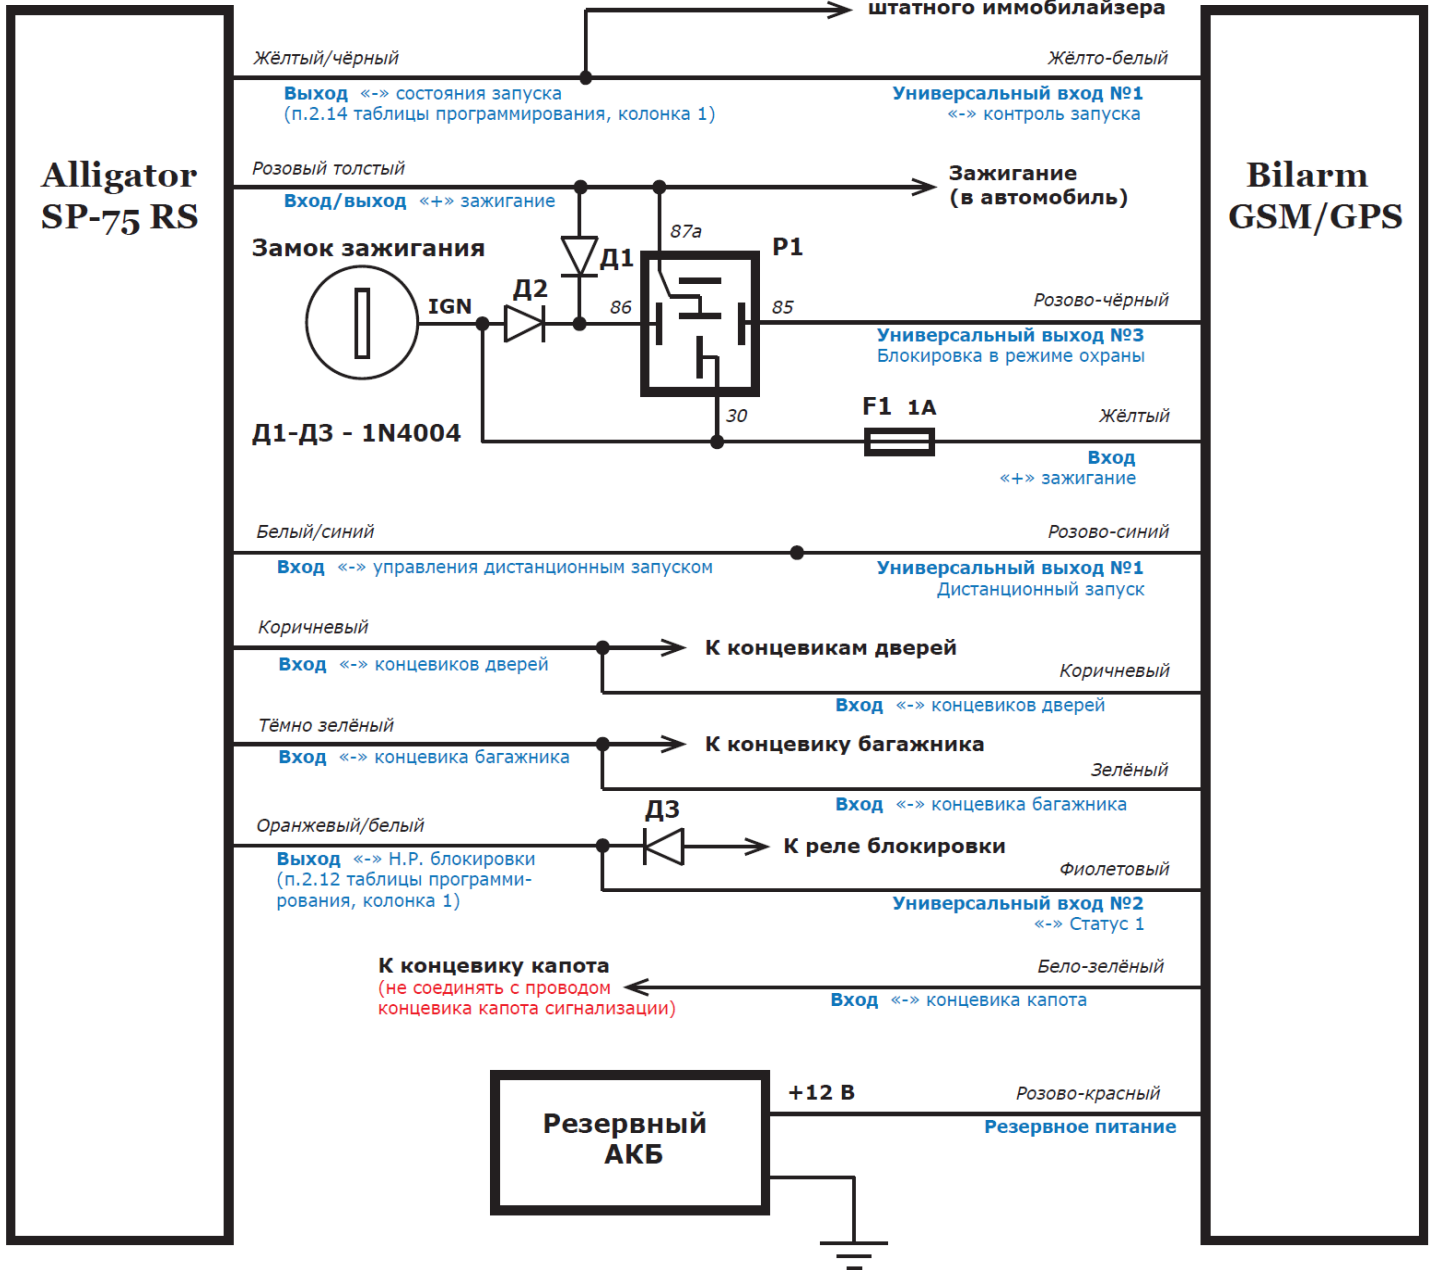 штатного иммобилайзера
Жёлтый/чёрный
Жёлто-белый
Выход «-» состояния запуска
(п.2.14 таблицы программирования, колонка 1)
Универсальный вход №1
«-» контроль запуска
Alligator
SP-75 RS
Bilarm
GSM/GPS
Розовый толстый
Вход/выход «+» зажигание
Зажигание
(в автомобиль)
87а
Р1
Замок зажигания
Д1
Д2
IGN
86
85
Розово-чёрный
Универсальный выход №3
Блокировка в режиме охраны
30
F1 1А
Жёлтый
Д1-Д3 - 1N4004
Вход
«+» зажигание
Белый/синий
Розово-синий
Вход «-» управления дистанционным запуском
Универсальный выход №1
Дистанционный запуск
Коричневый
К концевикам дверей
Вход «-» концевиков дверей
Коричневый
Вход «-» концевиков дверей
Тёмно зелёный
К концевику багажника
Вход «-» концевика багажника
Зелёный
Вход «-» концевика багажника
Д3
Оранжевый/белый
К реле блокировки
Выход «-» Н.Р. блокировки
(п.2.12 таблицы программи-
рования, колонка 1)
Фиолетовый
Универсальный вход №2
«-» Статус 1
К концевику капота
(не соединять с проводом
концевика капота сигнализации)
Бело-зелёный
Вход «-» концевика капота
+12 В
Розово-красный
Резервное питание
Резервный
АКБ